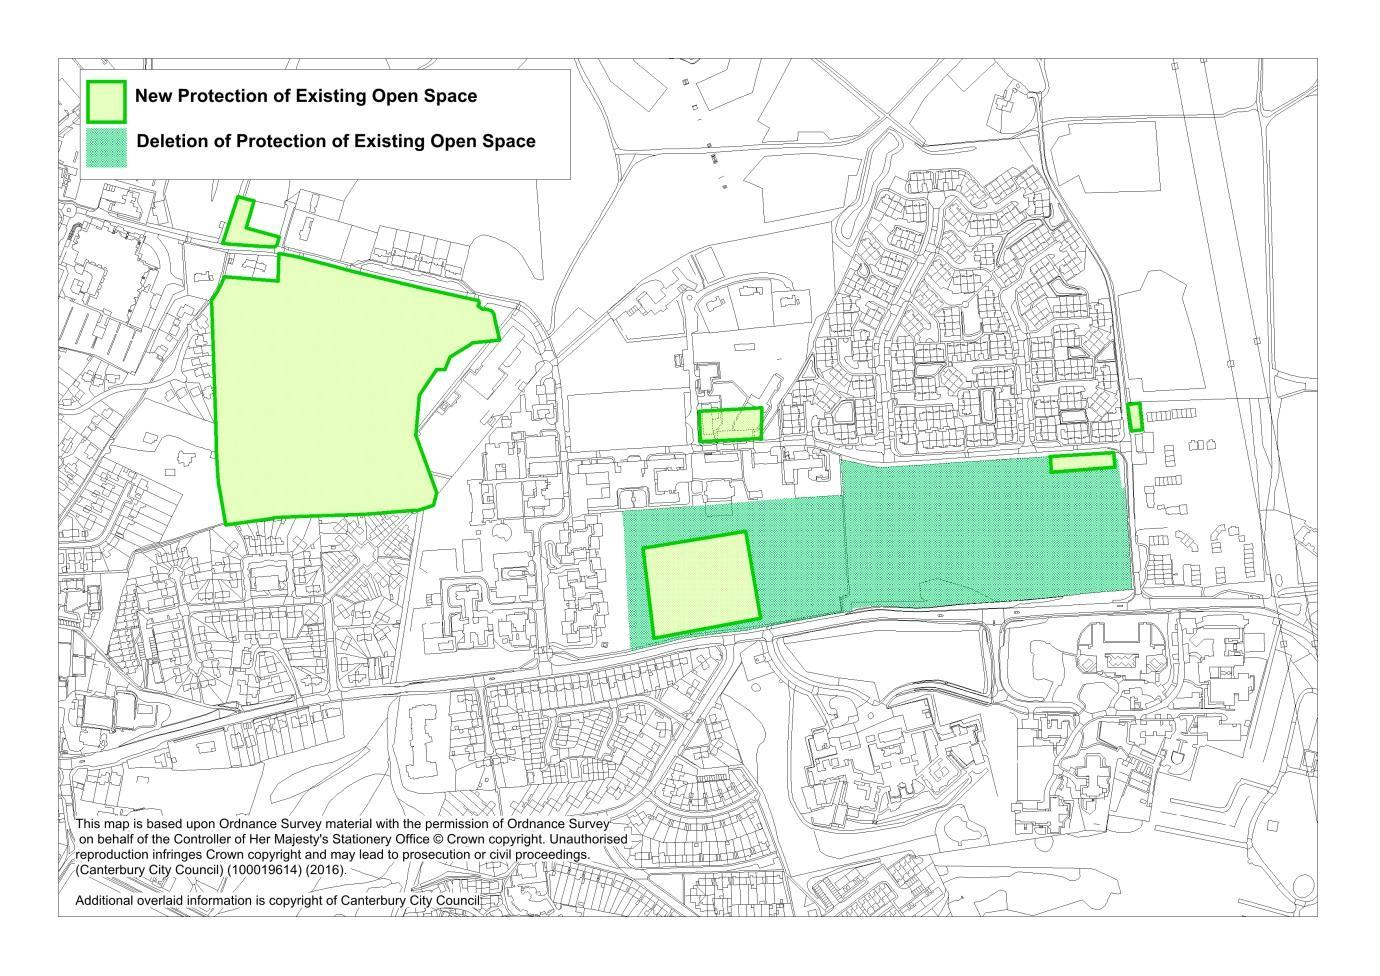 New Protection of Existing Open Space
Deletion of Protection of Existing Open Space
This map is based upon Ordnance Survey material with the permission of Ordnance Survey
on behalf of the Controller of Her Majesty's Stationery Office © Crown copyright. Unauthorised
reproduction infringes Crown copyright and may lead to prosecution or civil proceedings.
(Canterbury City Council) (100019614) (2016).
Additional overlaid information is copyright of Canterbury City Council.